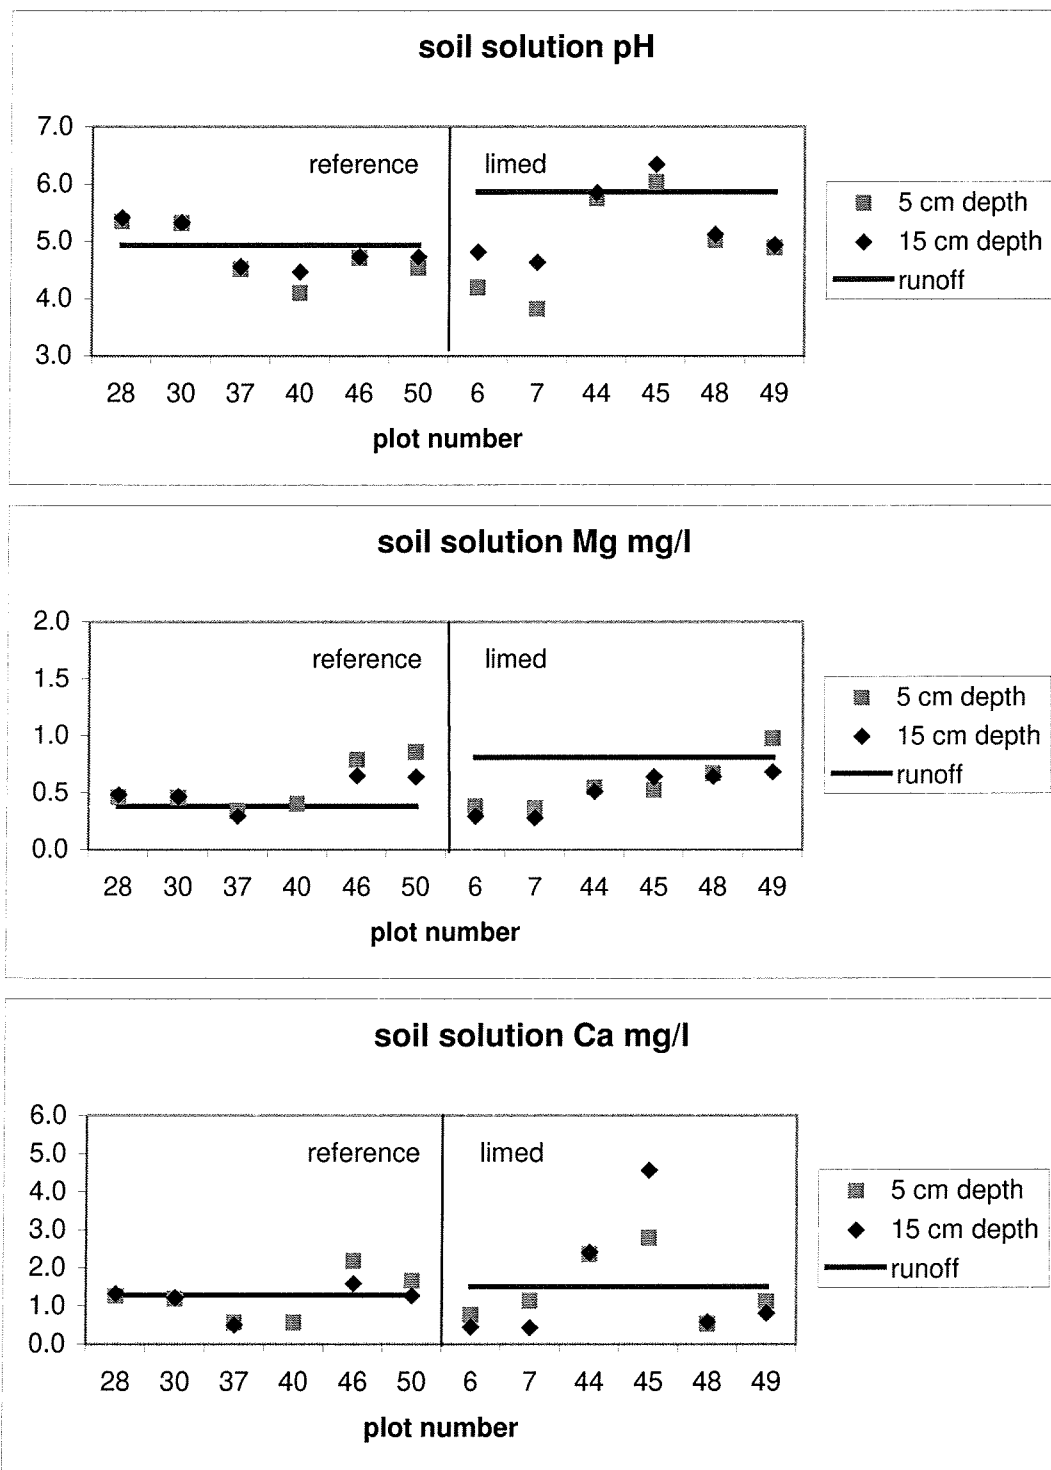 soil solution pH
7.0
6.0
5.0
4.0
3.0
reference
limed
28 30 37 40 46 50 6 7 44 45 48 49
plot number
5 cm depth
15 cm depth
runoff
soil solution Mg mg/l
2.0
1.5
1.0
0.5
0.0
reference
limed
28 30 37 40 46 50 6 7 44 45 48 49
plot number
5 cm depth
15 cm depth
runoff
soil solution Ca mg/l
6.0
5.0
4.0
3.0
2.0
1.0
0.0
reference
limed
28 30 37 40 46 50 6 7 44 45 48 49
plot number
5 cm depth
15 cm depth
runoff